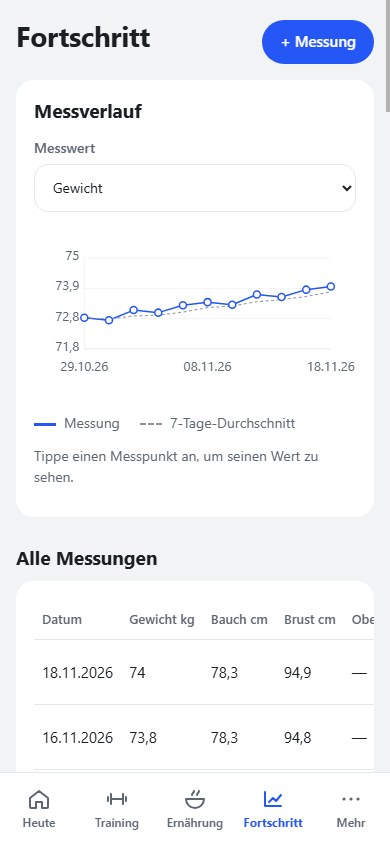 Fortschritt
+ Messung
Messverlauf
Messwert
Gewicht
75
73,9
72,8
71,8
29.10.26 08.11.26 18.11.26
Messung 7-Tage-Durchschnitt
Tippe einen Messpunkt an, um seinen Wert zu
sehen.
Alle Messungen
Datum Gewicht kg Bauch cm Brust cm Obe
18.11.2026 74 78,3 94,9 —
16.11.2026 73,8 78,3 94,8 —
Heute Training Ernährung Fortschritt Mehr